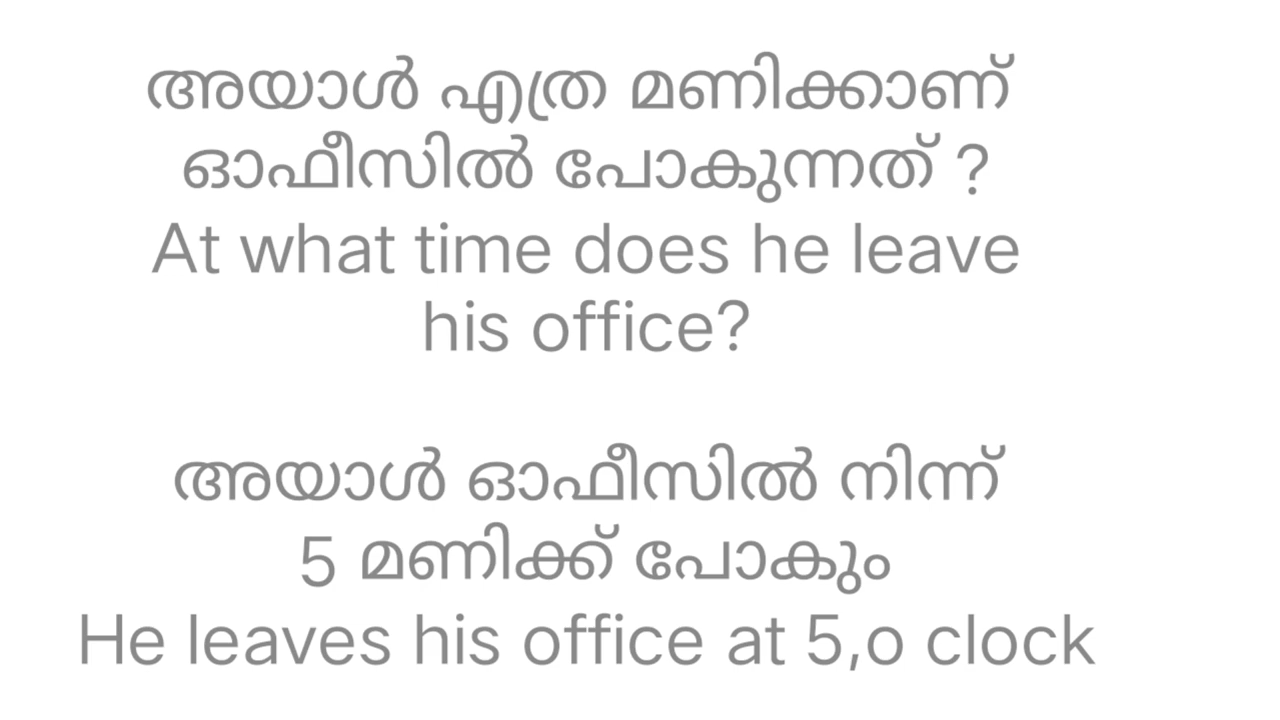 അയാൾ എത്ര മണിക്കാണ്
ഓഫീസിൽ പോകുന്നത് ?
At what time does he leave
his office?
അയാൾ ഓഫീസിൽ നിന്ന്
5 മണിക്ക് പോകും
He leaves his office at 5,o clock